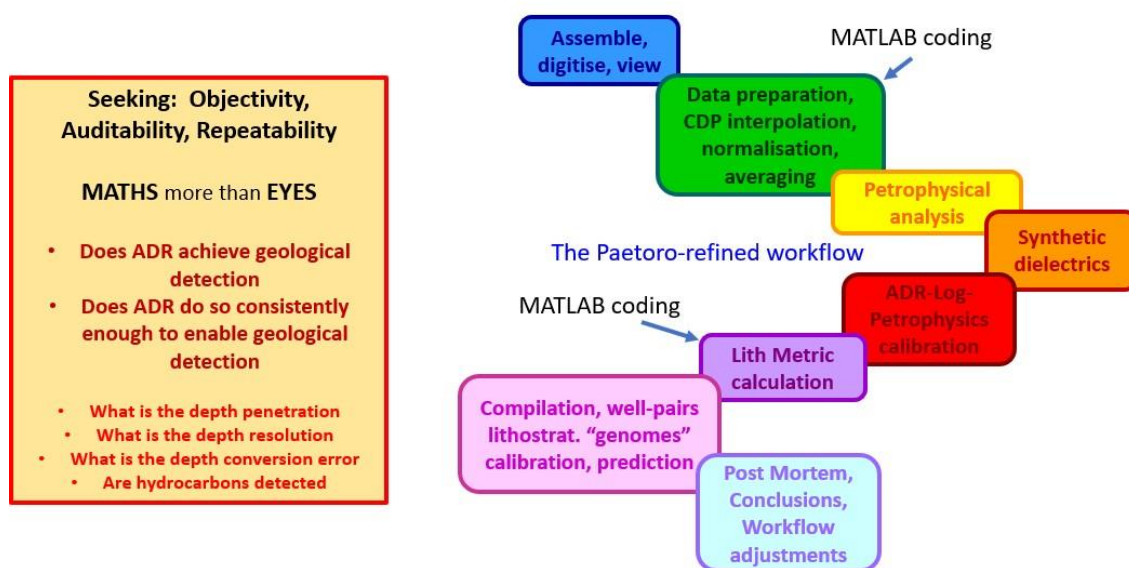 Seeking: Objectivity,
Auditability, Repeatability
MATHS more than EYES
• Does ADR achieve geological
detection
• Does ADR do so consistently
enough to enable geological
detection
• What is the depth penetration
• What is the depth resolution
• What is the depth conversion error
• Are hydrocarbons detected
Assemble,
digitise, view
MATLAB coding
Data preparation,
CDP interpolation,
normalisation,
averaging
Petrophysical
analysis
Synthetic
dielectrics
The Paetoro-refined workflow
ADR-Log-
Petrophysics
calibration
MATLAB coding
Lith Metric
calculation
Compilation, well-pairs
lithostrat. “genomes”
calibration, prediction
Post Mortem,
Conclusions,
Workflow
adjustments